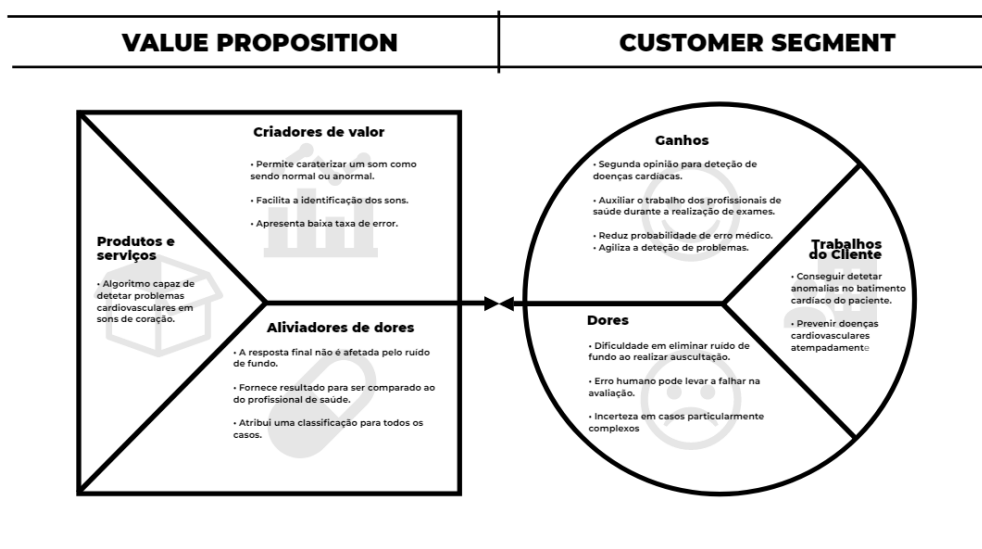 VALUE PROPOSITION
CUSTOMER SEGMENT
Criadores de valor
• Permite caraterizar um som como
sendo normal ou anormal.
• Facilita a identificação dos sons.
• Apresenta baixa taxa de error.
Produtos e
serviços
• Algoritmo capaz de
detetar problemas
cardiovasculares em
sons de coração.
Aliviadores de dores
• A resposta final não é afetada pelo ruído
de fundo.
• Fornece resultado para ser comparado ao
do profissional de saúde.
• Atribui uma classificação para todos os
casos.
Ganhos
• Segunda opinião para deteção de
doenças cardíacas.
• Auxiliar o trabalho dos profissionais de
saúde durante a realização de exames.
• Reduz probabilidade de erro médico.
• Agiliza a deteção de problemas.
Trabalhos
do Cliente
• Conseguir detetar
anomalias no batimento
cardíaco do paciente.
• Prevenir doenças
cardiovasculares
atempadamente
Dores
• Dificuldade em eliminar ruído de
fundo ao realizar auscultação.
• Erro humano pode levar a falhar na
avaliação.
• Incerteza em casos particularmente
complexos